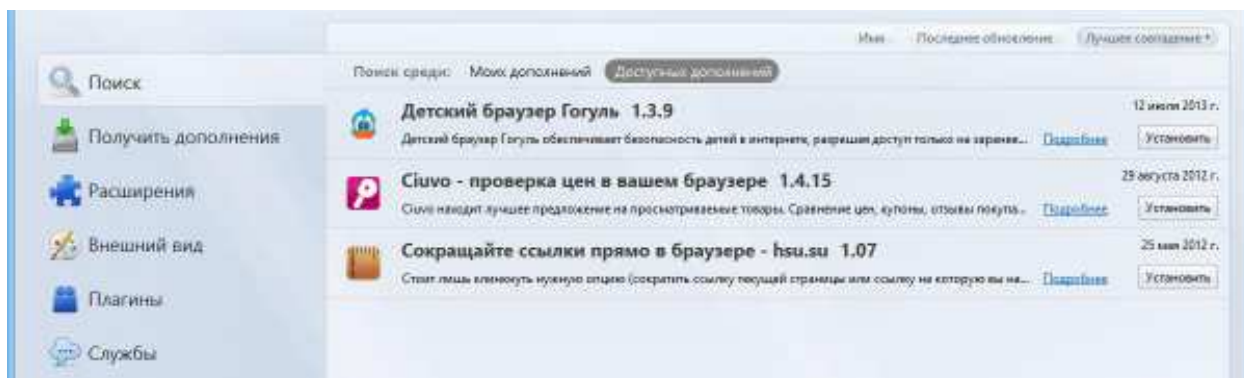 Имя Последнее обновление Лучшее совпадение
Поиск
Поиск среди: Моих дополнений Доступных дополнений
Детский браузер Гогуль 1.3.9
12 июля 2013 г.
Детский браузер Гогуль обеспечивает безопасность детей в интернете, разрешая доступ только на заранее... Подробнее Установить
Получить дополнения
Ciuvo - проверка цен в вашем браузере 1.4.15
29 августа 2012 г.
Расширения
Ciuvo находит лучшее предложение на просматриваемые товары. Сравнение цен, купоны, отзывы покупа... Подробнее Установить
Внешний вид
Сокращайте ссылки прямо в браузере - hsu.su 1.07
25 мая 2012 г.
Стоит лишь кликнуть нужную опцию (сократить ссылку текущей страницы или ссылку на которую вы на... Подробнее Установить
Плагины
Службы